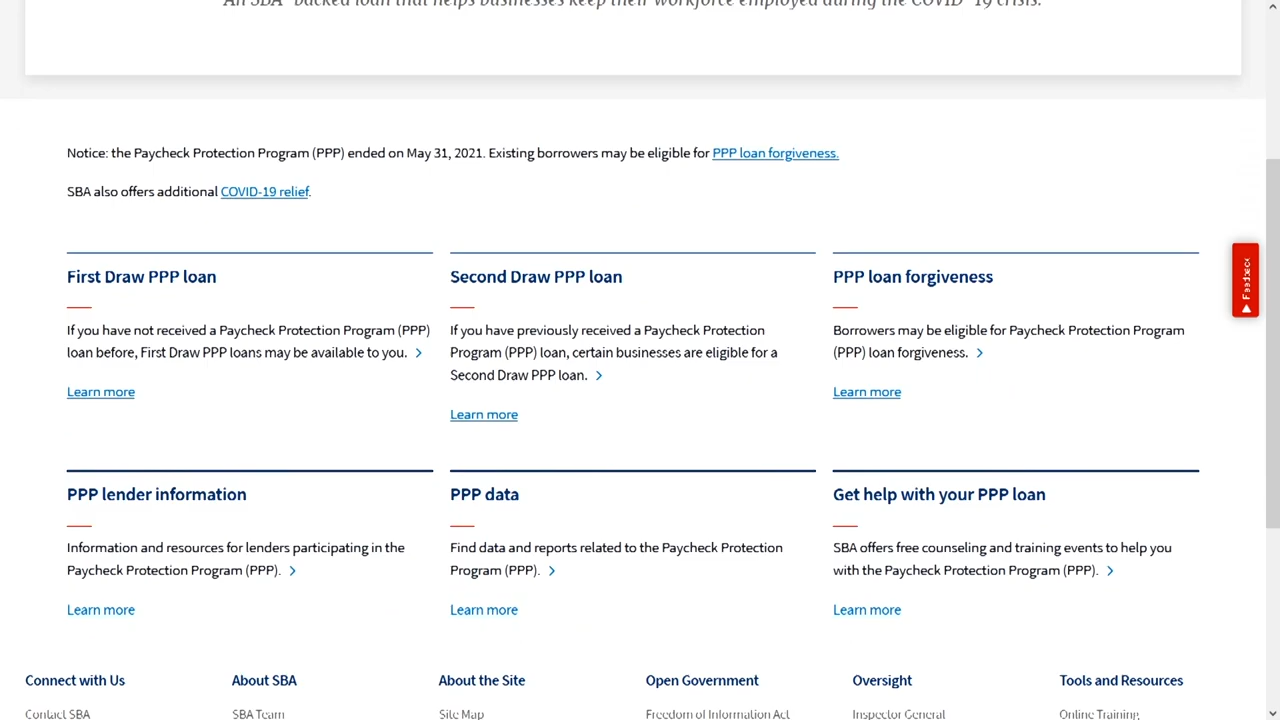 An SBA-backed loan that helps businesses keep their workforce employed during the COVID-19 crisis.
Notice: the Paycheck Protection Program (PPP) ended on May 31, 2021. Existing borrowers may be eligible for PPP loan forgiveness.
SBA also offers additional COVID-19 relief.
First Draw PPP loan
If you have not received a Paycheck Protection Program (PPP)
loan before, First Draw PPP loans may be available to you.
Learn more
Second Draw PPP loan
If you have previously received a Paycheck Protection
Program (PPP) loan, certain businesses are eligible for a
Second Draw PPP loan.
Learn more
PPP loan forgiveness
Borrowers may be eligible for Paycheck Protection Program
(PPP) loan forgiveness.
Learn more
Feedback
PPP lender information
Information and resources for lenders participating in the
Paycheck Protection Program (PPP).
Learn more
PPP data
Find data and reports related to the Paycheck Protection
Program (PPP).
Learn more
Get help with your PPP loan
SBA offers free counseling and training events to help you
with the Paycheck Protection Program (PPP).
Learn more
Connect with Us
Contact SBA
About SBA
SBA Team
About the Site
Site Map
Open Government
Freedom of Information Act
Oversight
Inspector General
Tools and Resources
Online Training